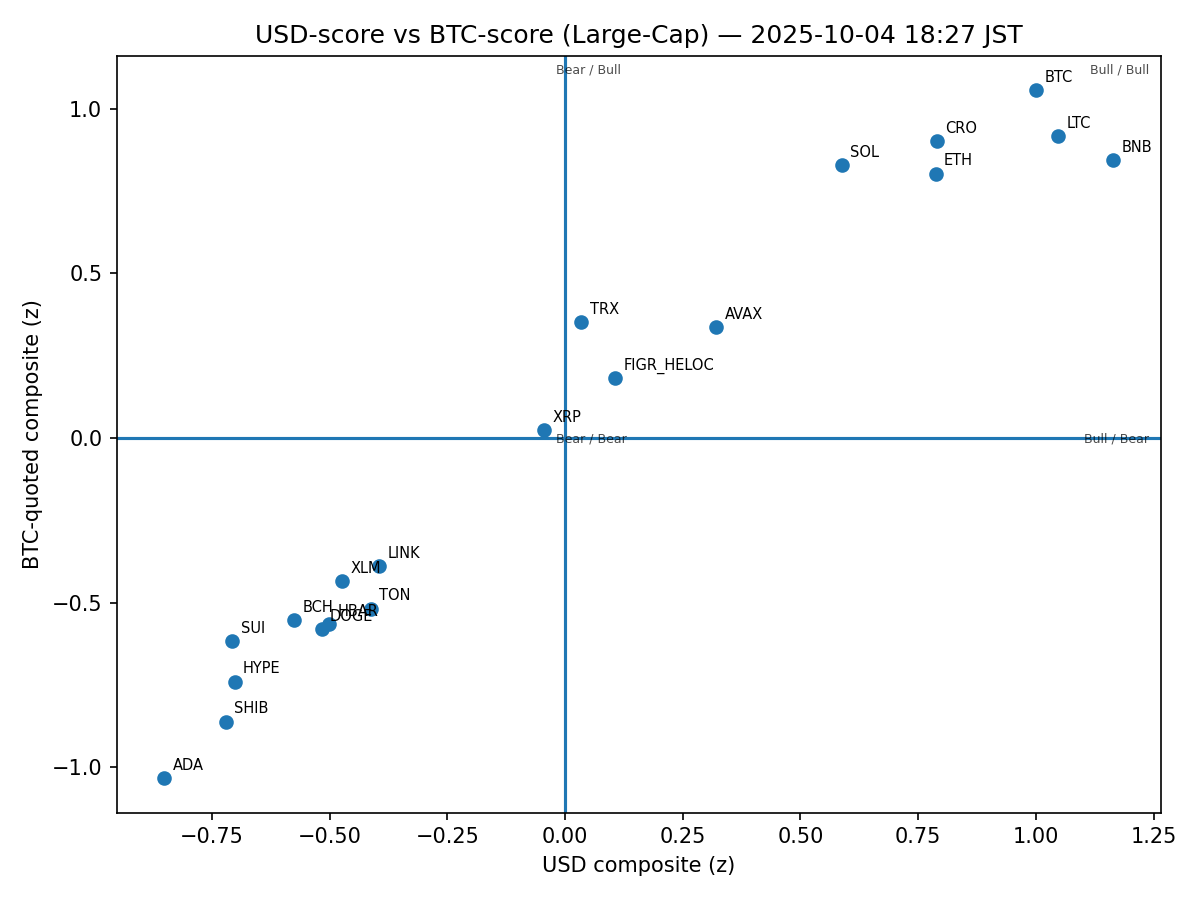 USD-score vs BTC-score (Large-Cap) — 2025-10-04 18:27 JST
Bear / Bull
Bull / Bull
BTC
LTC
CRO
BNB
SOL
ETH
TRX
AVAX
FIGR_HELOC
XRP
Bear / Bear
Bull / Bear
LINK
XLM
TON
BCH
HBAR
DOGE
SUI
HYPE
SHIB
ADA
1.0
0.5
0.0
−0.5
−1.0
BTC-quoted composite (z)
−0.75
−0.50
−0.25
0.00
0.25
0.50
0.75
1.00
1.25
USD composite (z)